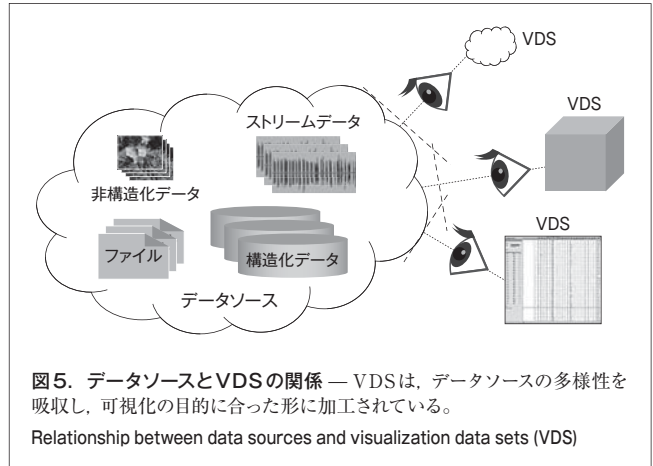 VDS
VDS
VDS
ストリームデータ
非構造化データ
ファイル
構造化データ
データソース
図5. データソースとVDSの関係 — VDSは，データソースの多様性を
吸収し，可視化の目的に合った形に加工されている。
Relationship between data sources and visualization data sets (VDS)